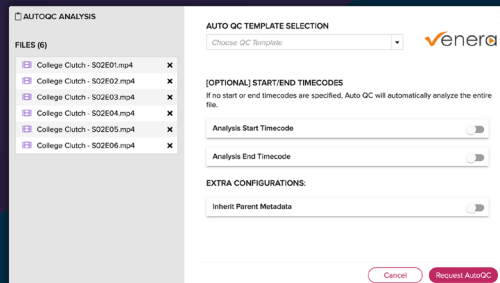 AUTOQC ANALYSIS
FILES (6)
College Clutch - S02E01.mp4
College Clutch - S02E02.mp4
College Clutch - S02E03.mp4
College Clutch - S02E04.mp4
College Clutch - S02E05.mp4
College Clutch - S02E06.mp4
AUTO QC TEMPLATE SELECTION
Choose QC Template
Venera
[OPTIONAL] START/END TIMECODES
If no start or end timecodes are specified, Auto QC will automatically analyze the entire
file.
Analysis Start Timecode
Analysis End Timecode
EXTRA CONFIGURATIONS:
Inherit Parent Metadata
Cancel
Request AutoQC